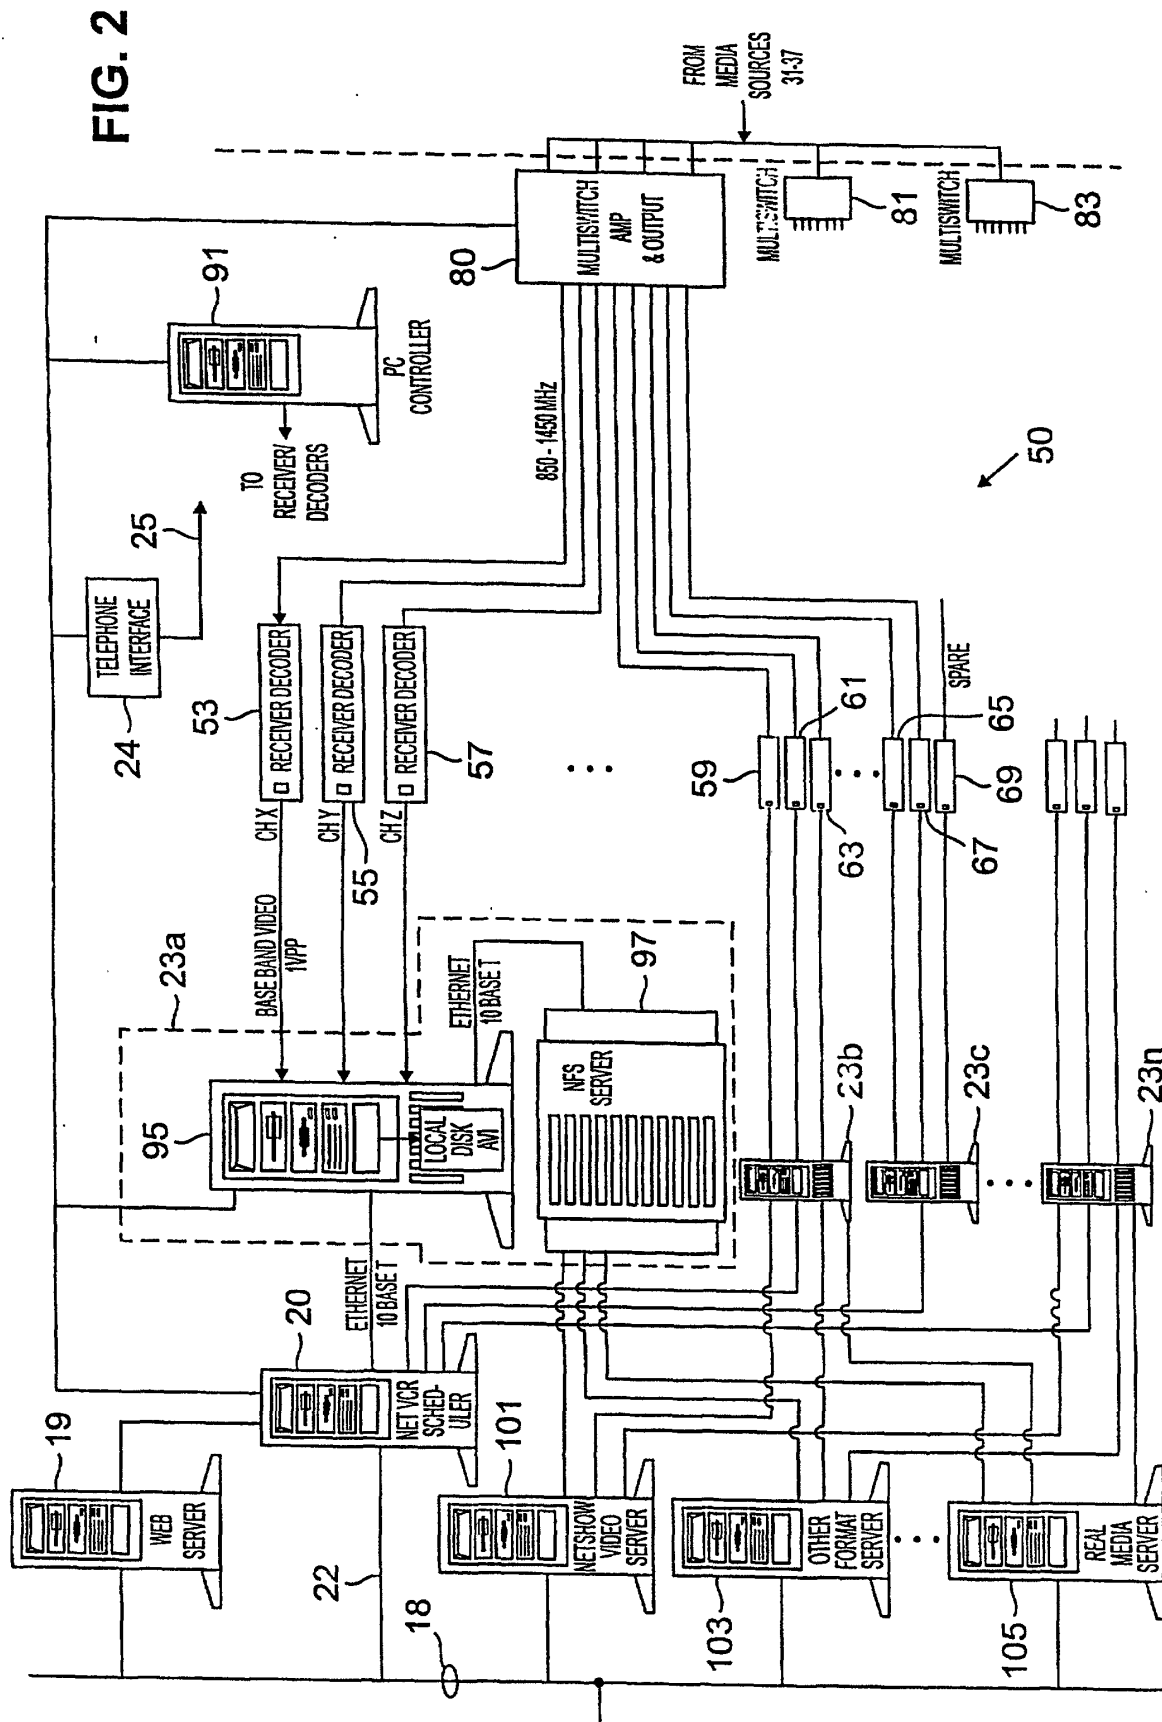 FIG. 2
19
WEB
SERVER
20
NET VCR
SCHED-
ULER
22
18
101
NETSHOW
VIDEO
SERVER
103
OTHER
FORMAT
SERVER
105
REAL
MEDIA
SERVER
ETHERNET
10 BASE T
95
LOCAL
DISK
AVI
23a
ETHERNET
10 BASE T
NFS
SERVER
97
23b
23c
23n
BASE BAND VIDEO
1VPP
CH X
CH Y
CH Z
24
TELEPHONE
INTERFACE
25
53
RECEIVER DECODER
55
RECEIVER DECODER
57
RECEIVER DECODER
59
61
63
65
67
69
SPARE
TO
RECEIVER/
DECODERS
91
PC
CONTROLLER
850 - 1450 MHz
50
80
MULTISWITCH
AMP
& OUTPUT
MULTISWITCH
81
MULTISWITCH
83
FROM
MEDIA
SOURCES
31-37